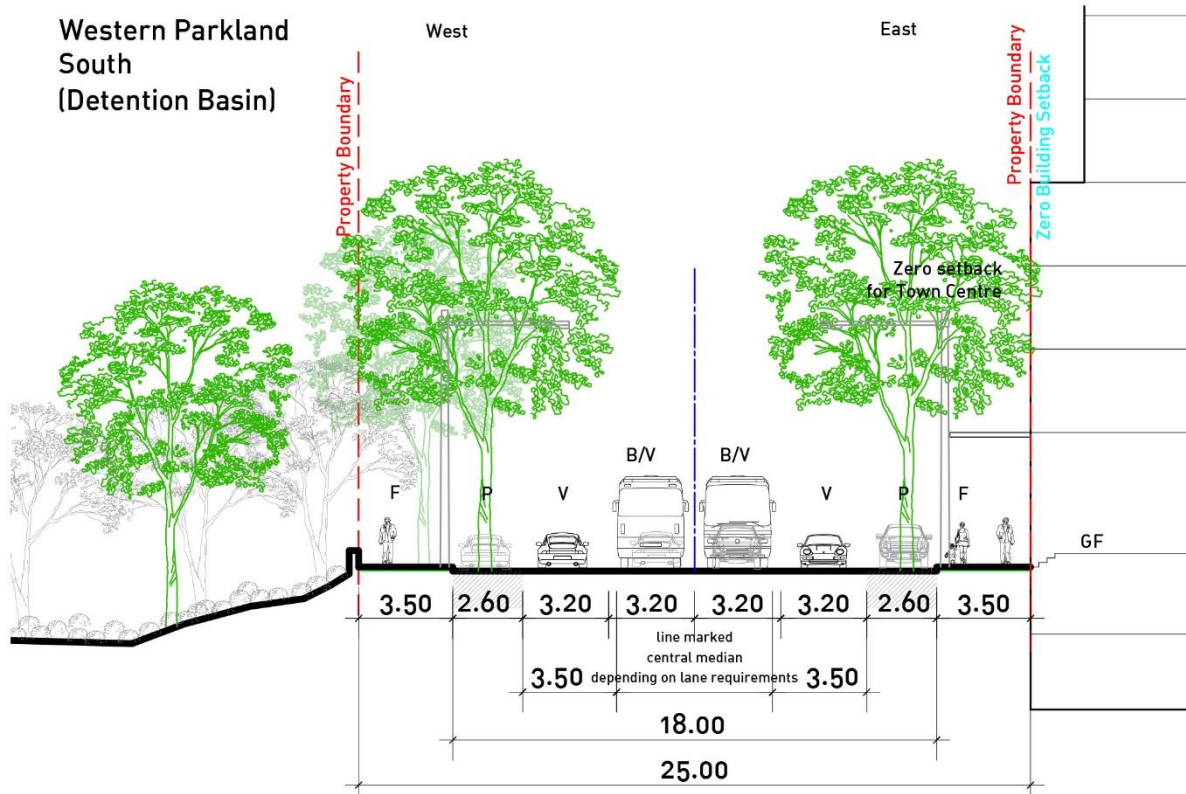 Western Parkland
South
(Detention Basin)
West
East
Property Boundary
Property Boundary
Zero Building Setback
Zero setback
for Town Centre
B/V
B/V
F
P
V
V
P
F
GF
3.50 2.60 3.20 3.20 3.20 3.20 2.60 3.50
line marked
central median
3.50 depending on lane requirements 3.50
18.00
25.00